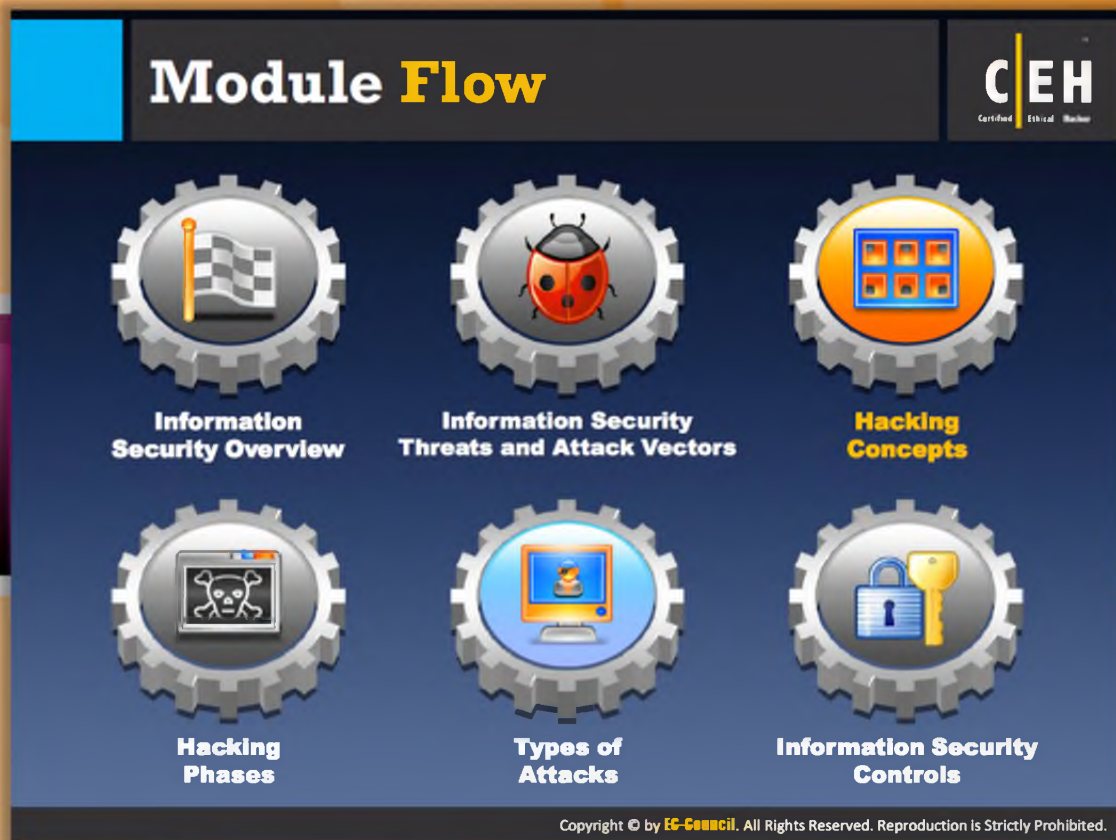 Module Flow
CEH
Certified Ethical Hacker
Information
Security Overview
Information Security
Threats and Attack Vectors
Hacking
Concepts
Hacking
Phases
Types of
Attacks
Information Security
Controls
Copyright © by EC-Council. All Rights Reserved. Reproduction is Strictly Prohibited.